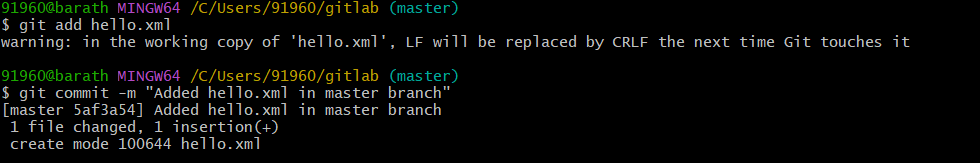 91960@barath MINGW64 /C/Users/91960/gitlab (master)
$ git add hello.xml
warning: in the working copy of 'hello.xml', LF will be replaced by CRLF the next time Git touches it
91960@barath MINGW64 /C/Users/91960/gitlab (master)
$ git commit -m "Added hello.xml in master branch"
[master 5af3a54] Added hello.xml in master branch
 1 file changed, 1 insertion(+)
 create mode 100644 hello.xml